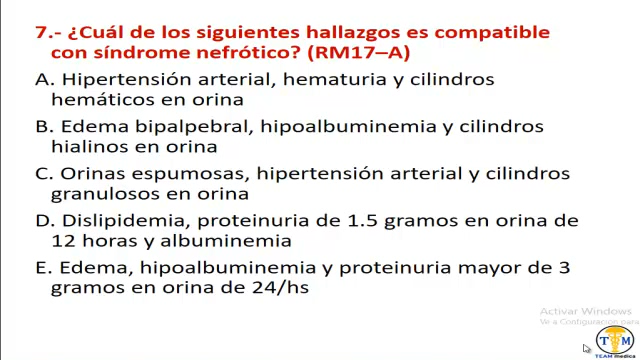 7.- ¿Cuál de los siguientes hallazgos es compatible
con síndrome nefrótico? (RM17–A)
A. Hipertensión arterial, hematuria y cilindros
hemáticos en orina
B. Edema bipalpebral, hipoalbuminemia y cilindros
hialinos en orina
C. Orinas espumosas, hipertensión arterial y cilindros
granulosos en orina
D. Dislipidemia, proteinuria de 1.5 gramos en orina de
12 horas y albuminemia
E. Edema, hipoalbuminemia y proteinuria mayor de 3
gramos en orina de 24/hs
Activar Windows
Ve a Configuración para
T M
TEAM medica